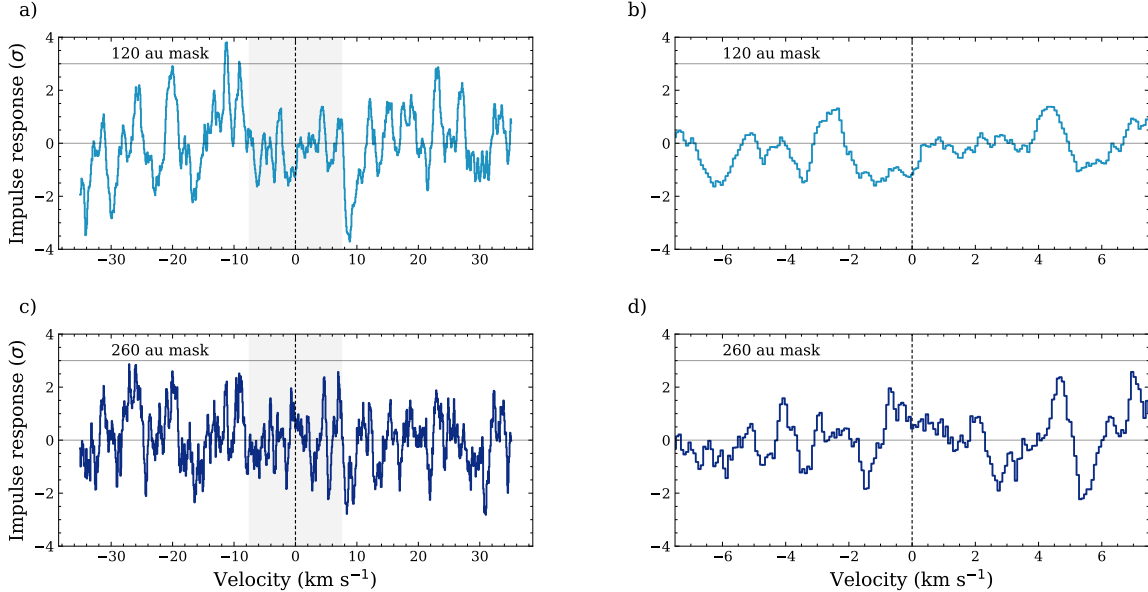 a)
Impulse response (σ)
4
2
0
−2
−4
120 au mask
−30 −20 −10 0 10 20 30
b)
4
2
0
−2
−4
120 au mask
−6 −4 −2 0 2 4 6
c)
Impulse response (σ)
4
2
0
−2
−4
260 au mask
−30 −20 −10 0 10 20 30
Velocity (km s⁻¹)
d)
4
2
0
−2
−4
260 au mask
−6 −4 −2 0 2 4 6
Velocity (km s⁻¹)